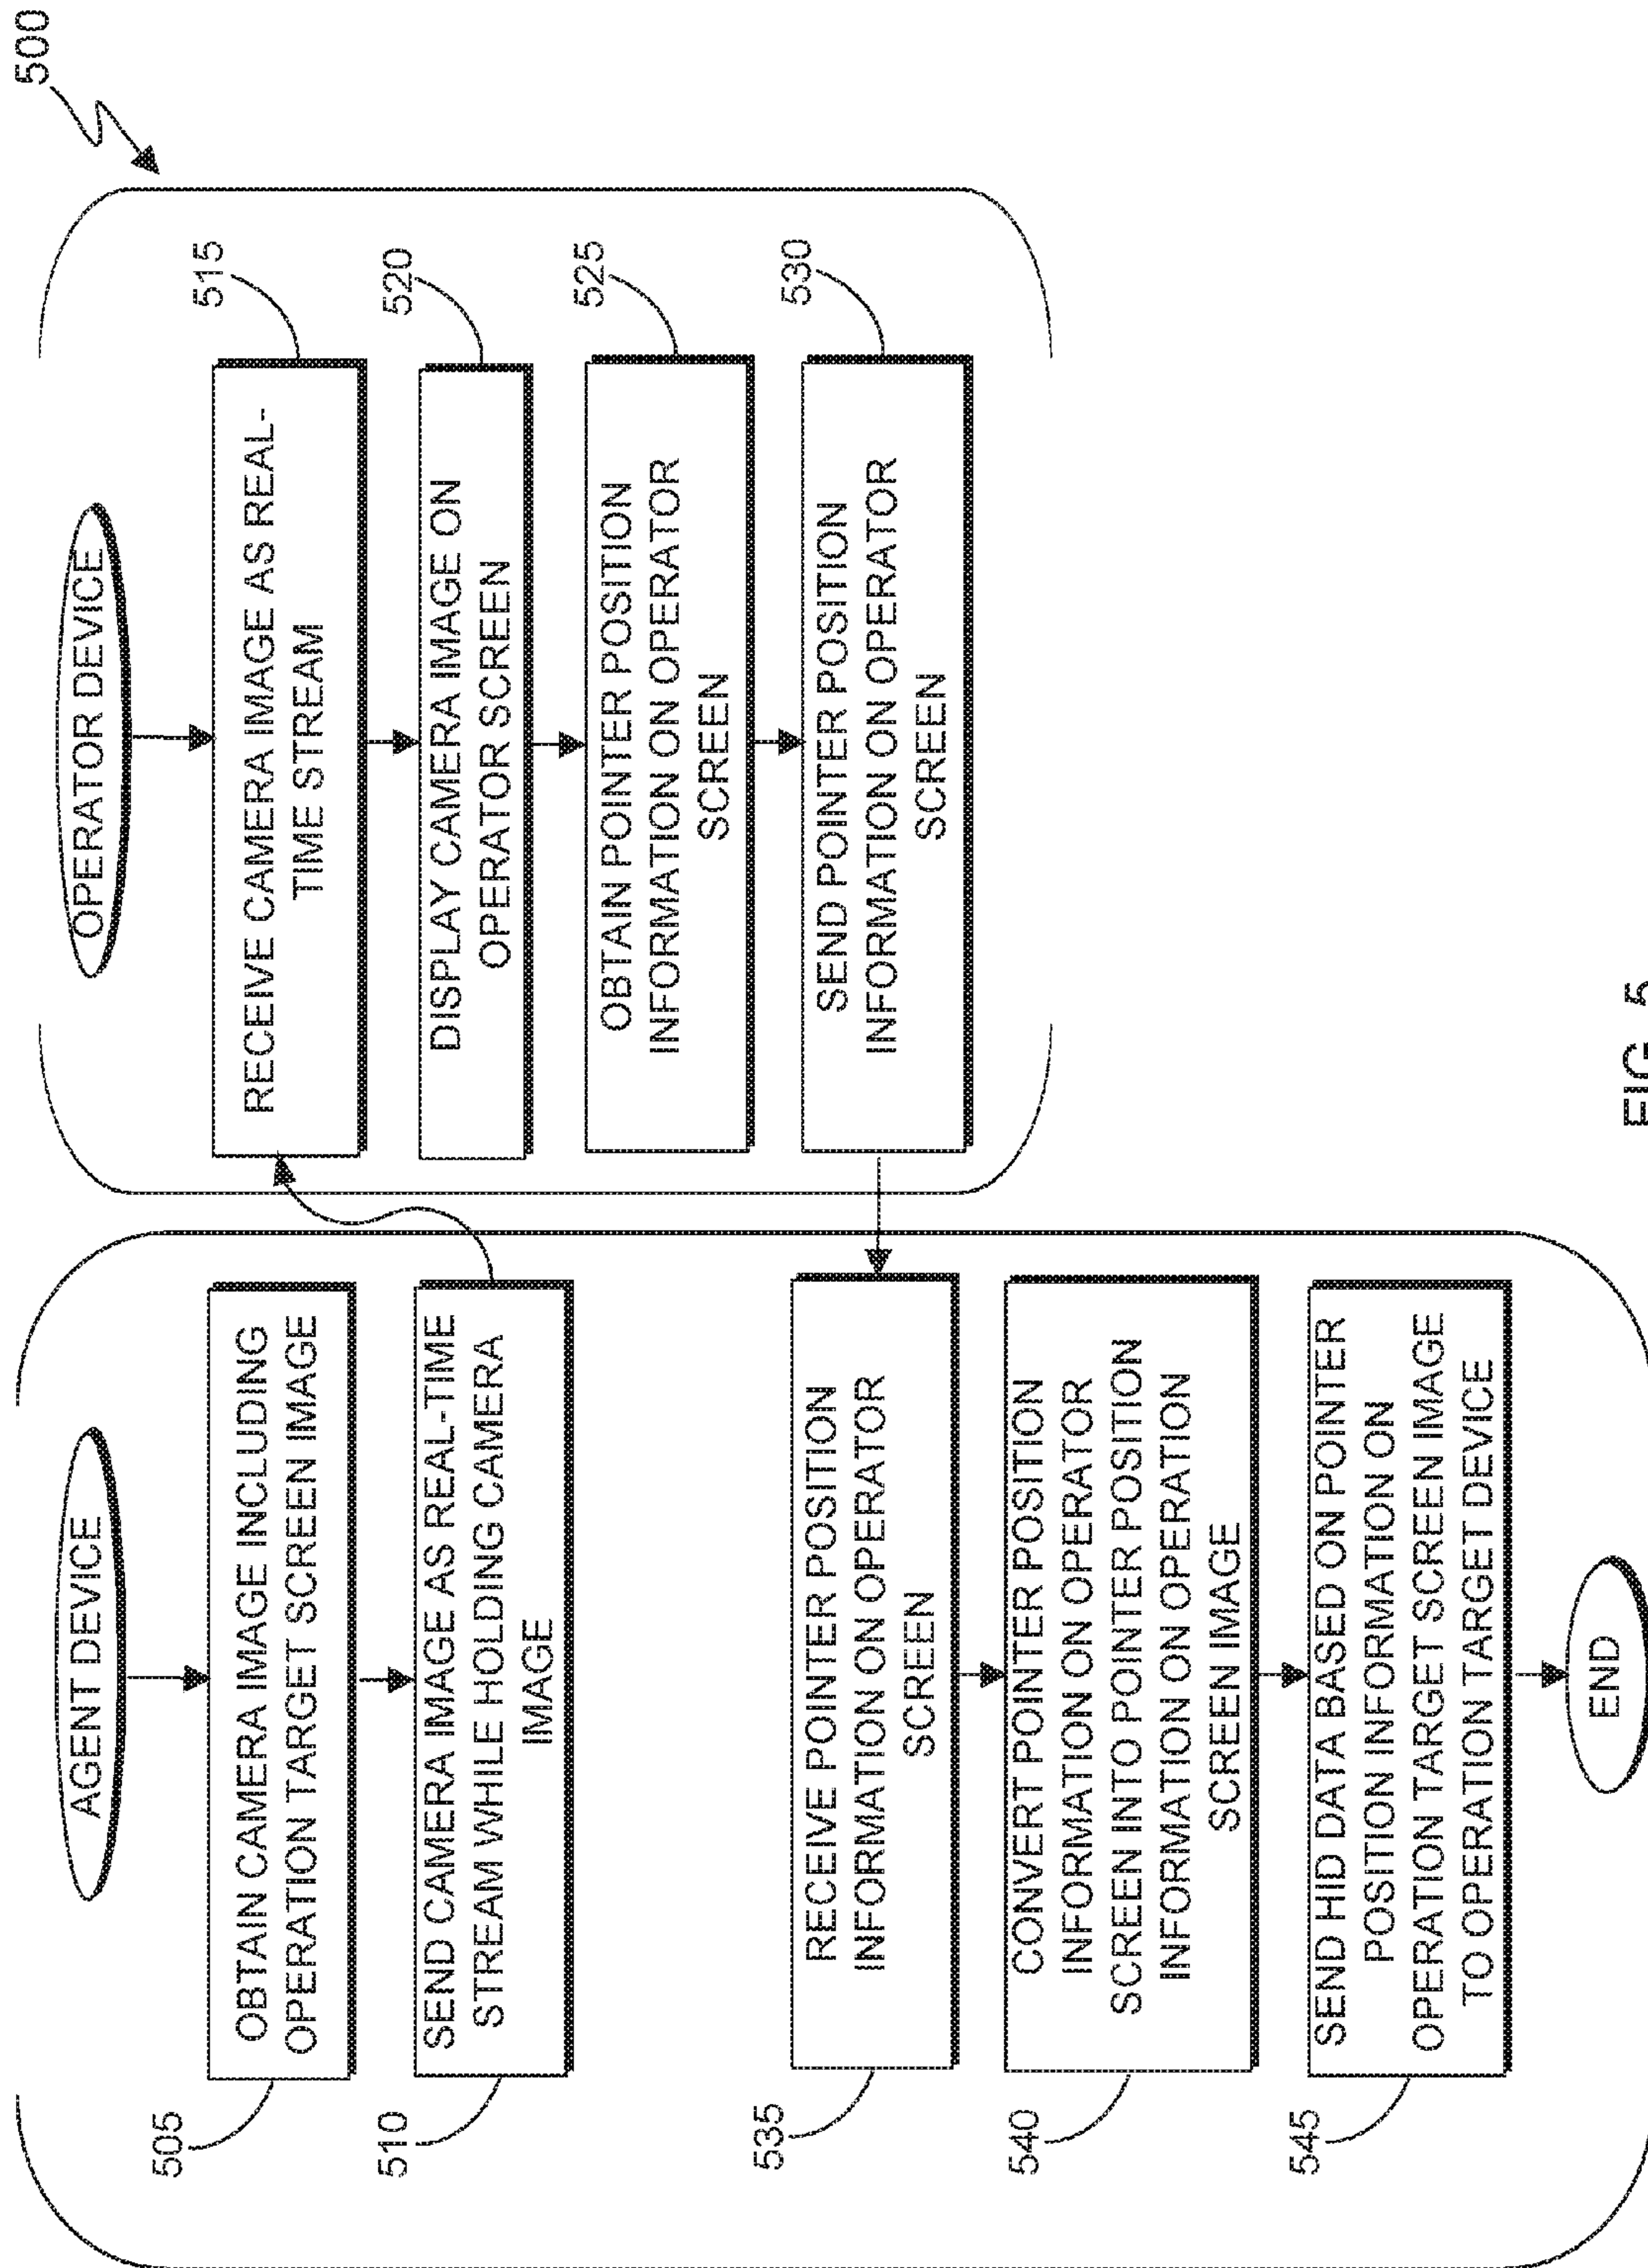 500
AGENT DEVICE
505
OBTAIN CAMERA IMAGE INCLUDING
OPERATION TARGET SCREEN IMAGE
510
SEND CAMERA IMAGE AS REAL-TIME
STREAM WHILE HOLDING CAMERA
IMAGE
OPERATOR DEVICE
515
RECEIVE CAMERA IMAGE AS REAL-
TIME STREAM
520
DISPLAY CAMERA IMAGE ON
OPERATOR SCREEN
525
OBTAIN POINTER POSITION
INFORMATION ON OPERATOR
SCREEN
530
SEND POINTER POSITION
INFORMATION ON OPERATOR
SCREEN
535
RECEIVE POINTER POSITION
INFORMATION ON OPERATOR
SCREEN
540
CONVERT POINTER POSITION
INFORMATION ON OPERATOR
SCREEN INTO POINTER POSITION
INFORMATION ON OPERATION
SCREEN IMAGE
545
SEND HID DATA BASED ON POINTER
POSITION INFORMATION ON
OPERATION TARGET SCREEN IMAGE
TO OPERATION TARGET DEVICE
END
FIG. 5